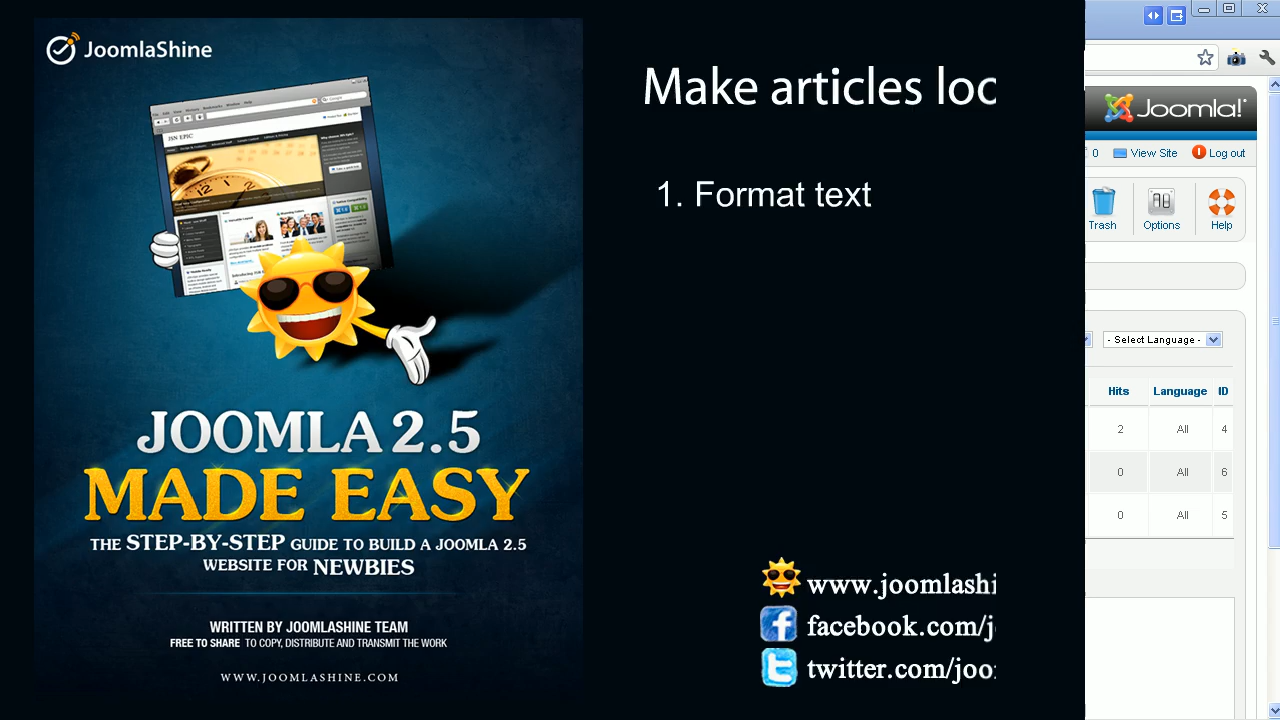 JoomlaShine
JSN EPIC
JOOMLA 2.5
MADE EASY
THE STEP-BY-STEP GUIDE TO BUILD A JOOMLA 2.5
WEBSITE FOR NEWBIES
WRITTEN BY JOOMLASHINE TEAM
FREE TO SHARE TO COPY, DISTRIBUTE AND TRANSMIT THE WORK
WWW.JOOMLASHINE.COM
Make articles loo
1. Format text
www.joomlashi
facebook.com/j
twitter.com/joo
Joomla!
0 View Site Log out
Trash Options Help
- Select Language -
Hits Language ID
2 All 4
0 All 6
0 All 5